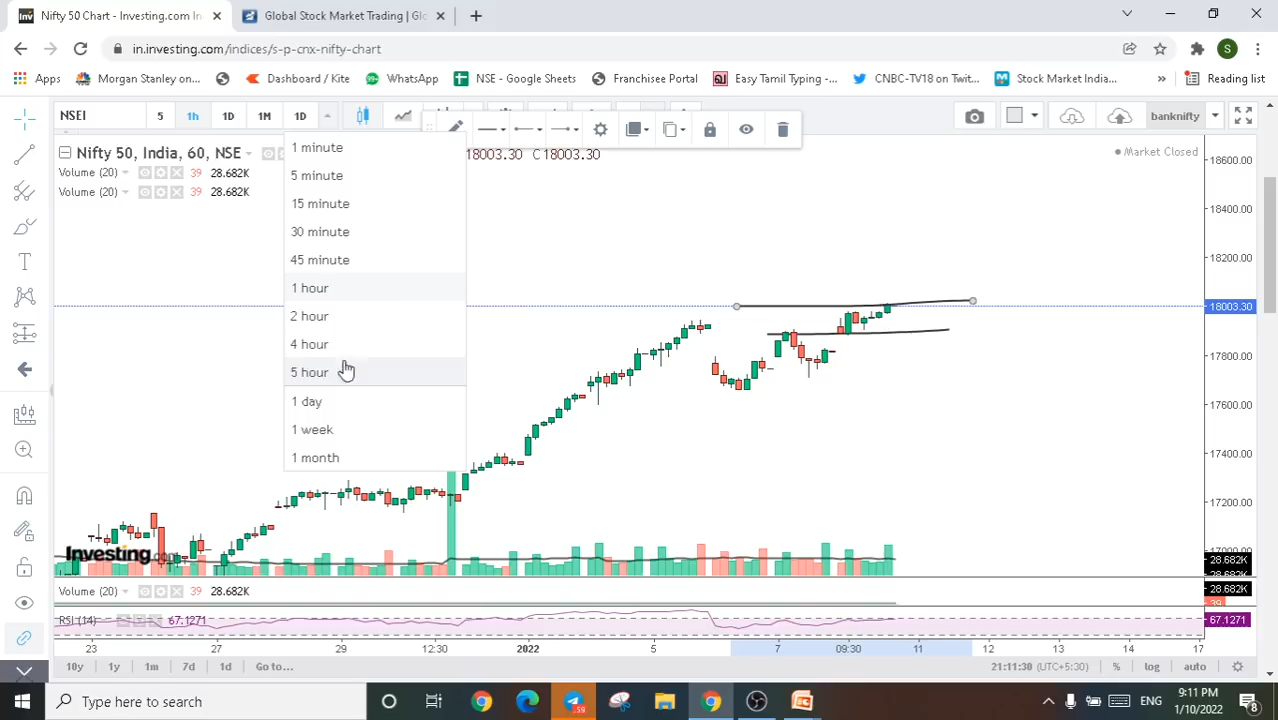 Nifty 50 Chart - Investing.com In
Global Stock Market Trading | Glo
in.investing.com/indices/s-p-cnx-nifty-chart
S
Apps
Morgan Stanley on...
Dashboard / Kite
WhatsApp
NSE - Google Sheets
Franchisee Portal
Easy Tamil Typing -...
CNBC-TV18 on Twit...
Stock Market India...
»
Reading list
NSEI
5
1h
1D
1M
1D
banknifty
Nifty 50, India, 60, NSE
18003.30 C 18003.30
Market Closed
Volume (20) 39 28.682K
Volume (20) 39 28.682K
1 minute
5 minute
15 minute
30 minute
45 minute
1 hour
2 hour
4 hour
5 hour
1 day
1 week
1 month
18600.00
18400.00
18200.00
18003.30
17800.00
17600.00
17400.00
17200.00
17000.00
28.682K
28.682K
39
67.1271
Investing.com
Volume (20) 39 28.682K
RSI (14) 67.1271
23 27 29 12:30 2022 5 7 09:30 11 12 13 14 17
10y 1y 1m 7d 1d Go to...
21:11:30 (UTC+5:30) % log auto
Type here to search
59
ENG
9:11 PM
1/10/2022
8